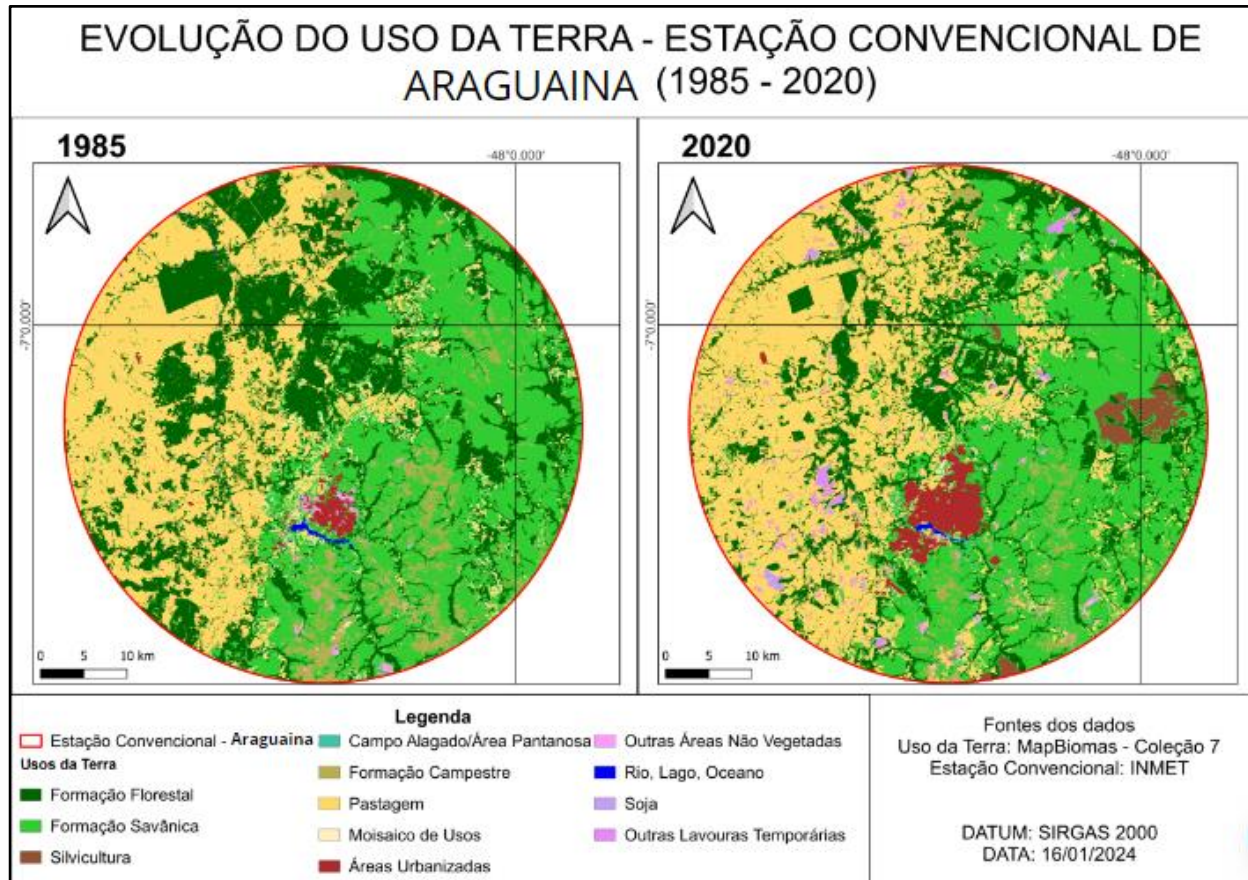 EVOLUÇÃO DO USO DA TERRA - ESTAÇÃO CONVENCIONAL DE
ARAGUAINA (1985 - 2020)
1985
-48°0.000'
-7°0.000'
0 5 10 km
2020
-48°0.000'
-7°0.000'
0 5 10 km
Legenda
Estação Convencional - Araguaina
Usos da Terra
Formação Florestal
Formação Savânica
Silvicultura
Campo Alagado/Área Pantanosa
Formação Campestre
Pastagem
Moisaico de Usos
Áreas Urbanizadas
Outras Áreas Não Vegetadas
Rio, Lago, Oceano
Soja
Outras Lavouras Temporárias
Fontes dos dados
Uso da Terra: MapBiomas - Coleção 7
Estação Convencional: INMET
DATUM: SIRGAS 2000
DATA: 16/01/2024